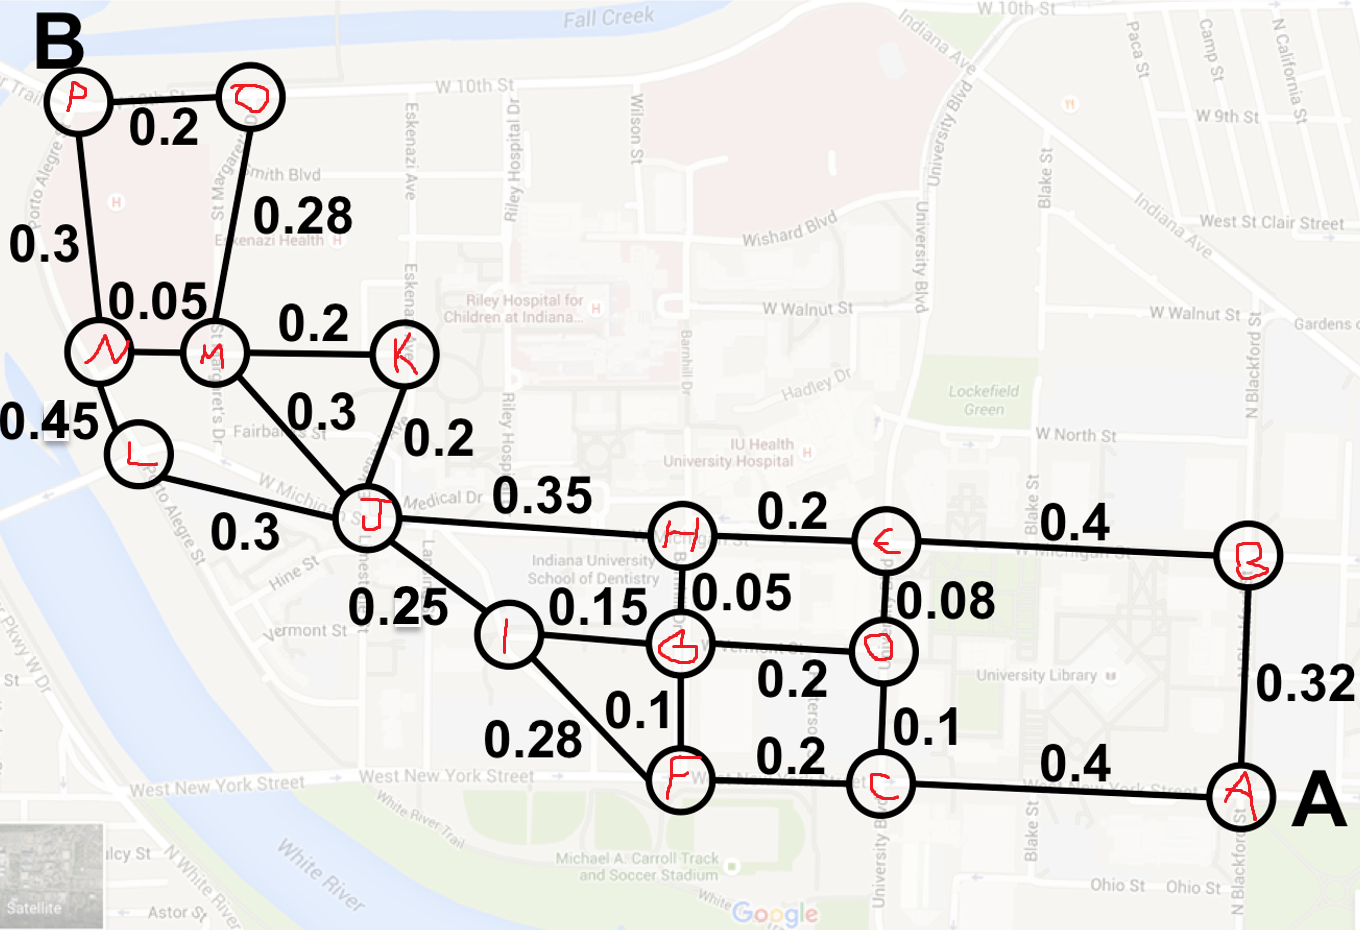 Fall Creek
W 10th St
B
Indiana Ave
Paca St
Camp St
N California St
P
O
W 10th St
0.2
Eskenazi Ave
Riley Hospital Dr
Wilson St
University Blvd
W 9th St
Porto Alegre St
Smith Blvd
Blake St
0.28
0.3
Eskenazi Health
Wishard Blvd
University Blvd
Indiana Ave
West St Clair Street
0.05
0.2
Riley Hospital for
Children at Indiana...
W Walnut St
W Walnut St
Gardens
N
M
K
Barnhill Dr
Hadley Dr
Lockefield
Green
N Blackford St
0.45
0.3
0.2
L
IU Health
University Hospital
W North St
Porto Alegre St
J
Medical Dr
0.35
H
0.2
E
0.4
B
0.3
Hine St
Indiana University
School of Dentistry
0.05
0.08
0.25
0.15
Vermont St
I
G
D
0.2
University Library
0.32
0.1
0.1
0.28
West New York Street
West New York Street
F
0.2
C
0.4
A
A
White River Trail
White River
Michael A. Carroll Track
and Soccer Stadium
Blake St
Satellite
Astor St
N White River
Google
Ohio St
Ohio St
N Blackford St